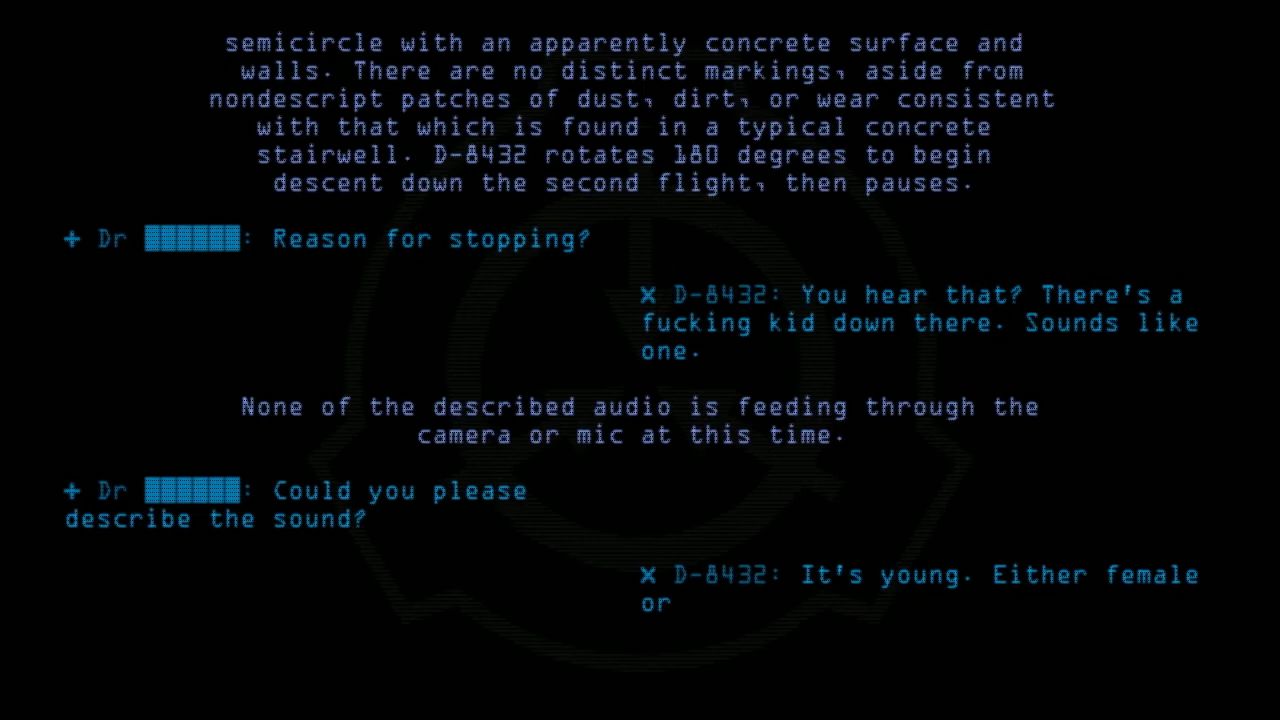 semicircle with an apparently concrete surface and
walls. There are no distinct markings, aside from
nondescript patches of dust, dirt, or wear consistent
with that which is found in a typical concrete
stairwell. D-8432 rotates 180 degrees to begin
descent down the second flight, then pauses.
+ Dr ██████: Reason for stopping?
x D-8432: You hear that? There's a
fucking kid down there. Sounds like
one.
None of the described audio is feeding through the
camera or mic at this time.
+ Dr ██████: Could you please
describe the sound?
x D-8432: It's young. Either female
or